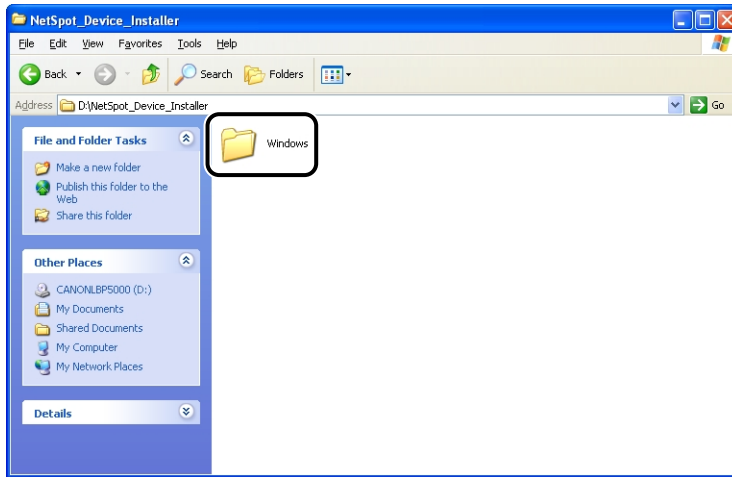 NetSpot_Device_Installer
File Edit View Favorites Tools Help
Back Search Folders
Address D:\NetSpot_Device_Installer Go
File and Folder Tasks
Make a new folder
Publish this folder to the
Web
Share this folder
Other Places
CANONLBP5000 (D:)
My Documents
Shared Documents
My Computer
My Network Places
Details
Windows